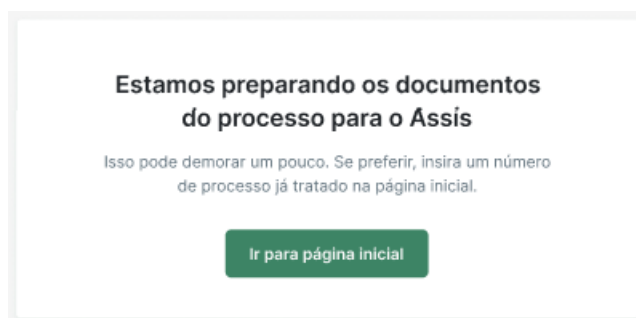 Estamos preparando os documentos
do processo para o Assis
Isso pode demorar um pouco. Se preferir, insira um número
de processo já tratado na página inicial.
Ir para página inicial